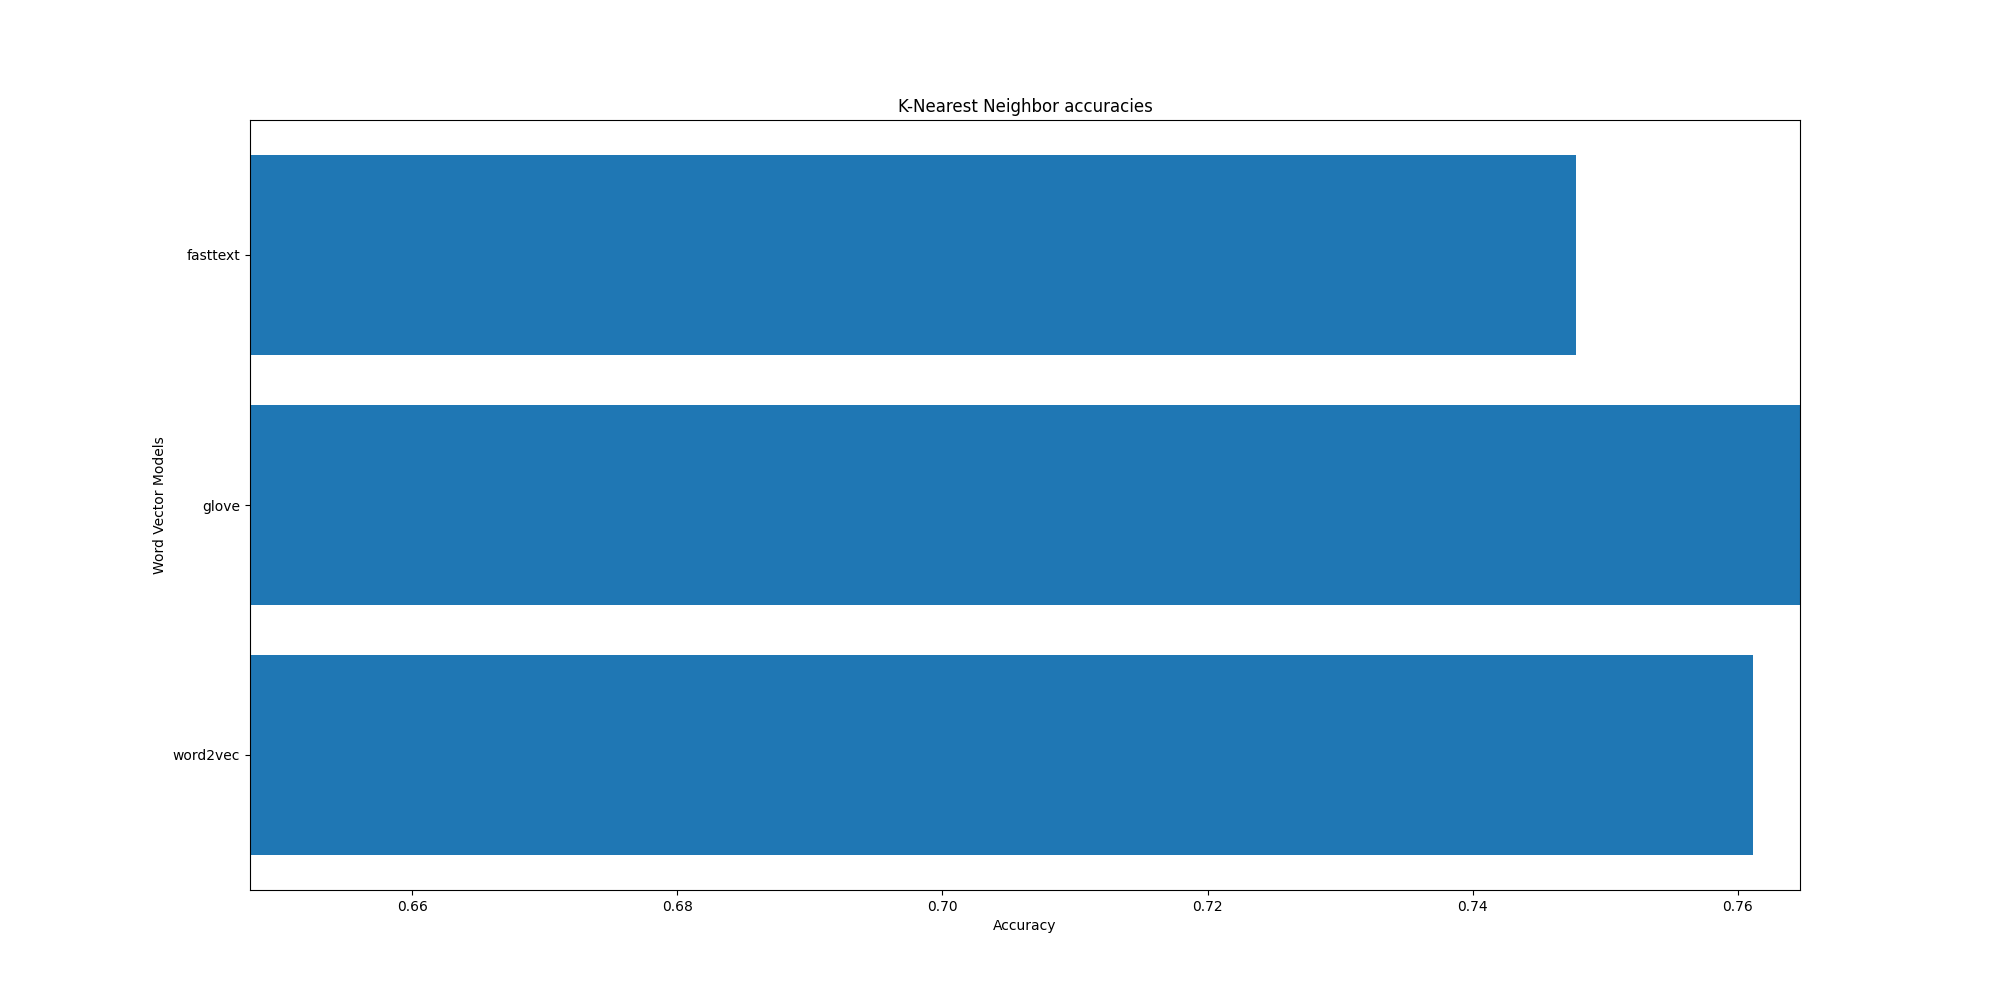 K-Nearest Neighbor accuracies
Word Vector Models
fasttext
glove
word2vec
0.66 0.68 0.70 0.72 0.74 0.76
Accuracy